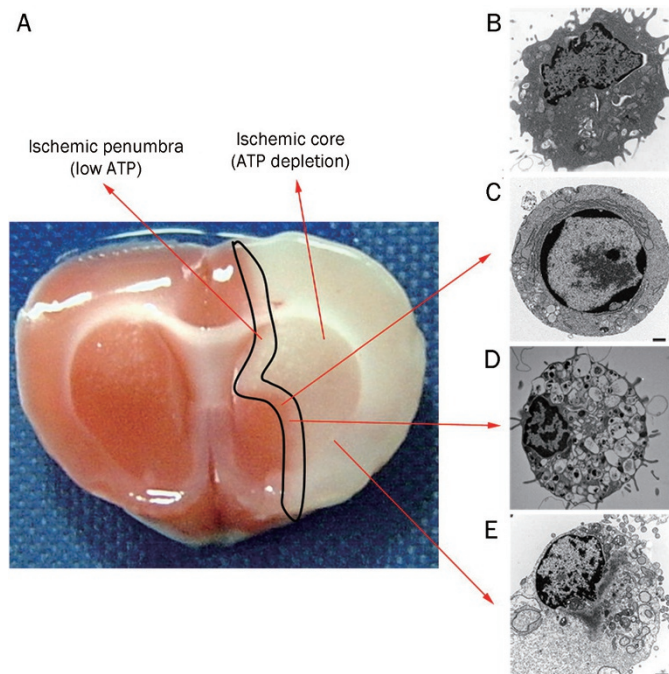 A
B
Ischemic penumbra
(low ATP)
Ischemic core
(ATP depletion)
C
D
E